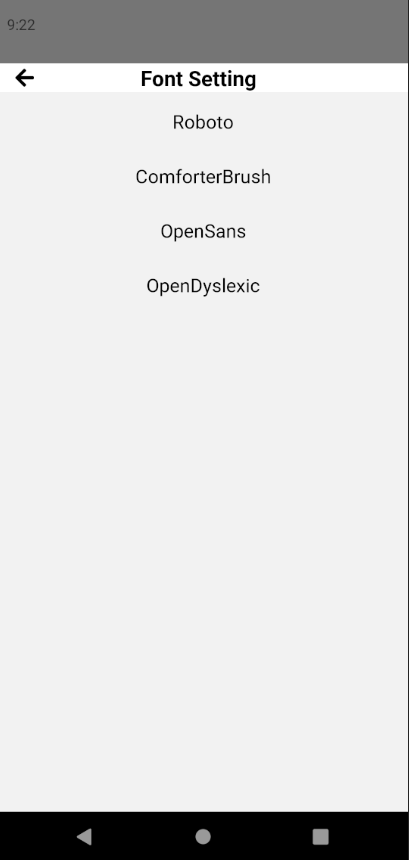 9:22
Font Setting
Roboto
ComforterBrush
OpenSans
OpenDyslexic